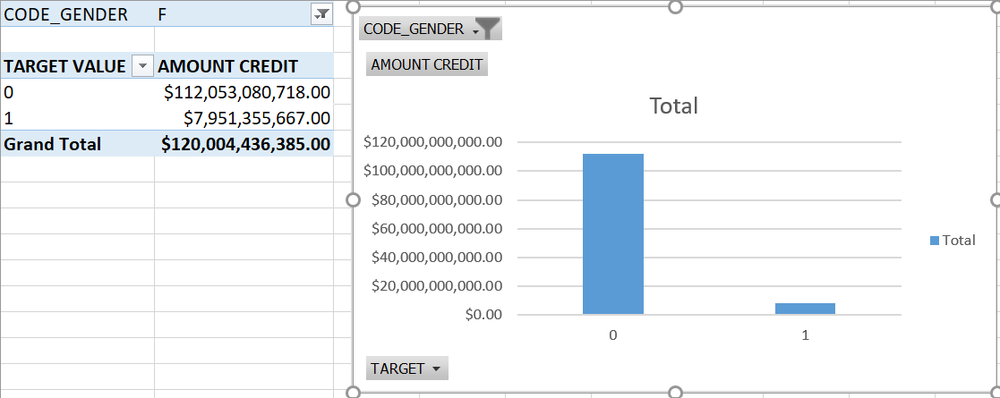 CODE_GENDER F
TARGET VALUE AMOUNT CREDIT
0 $112,053,080,718.00
1 $7,951,355,667.00
Grand Total $120,004,436,385.00
CODE_GENDER
AMOUNT CREDIT
Total
$120,000,000,000.00
$100,000,000,000.00
$80,000,000,000.00
$60,000,000,000.00
$40,000,000,000.00
$20,000,000,000.00
$0.00
0 1
Total
TARGET